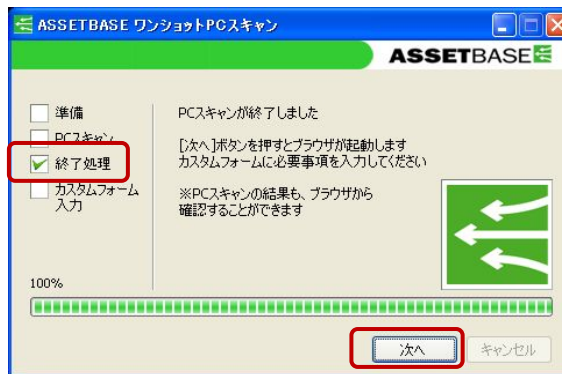 ASSETBASE ワンショットPCスキャン
ASSETBASE
準備
PCスキャン
終了処理
カスタムフォーム
入力
PCスキャンが終了しました
[次へ]ボタンを押すとブラウザが起動します
カスタムフォームに必要事項を入力してください
※PCスキャンの結果も、ブラウザから
確認することができます
100%
次へ
キャンセル